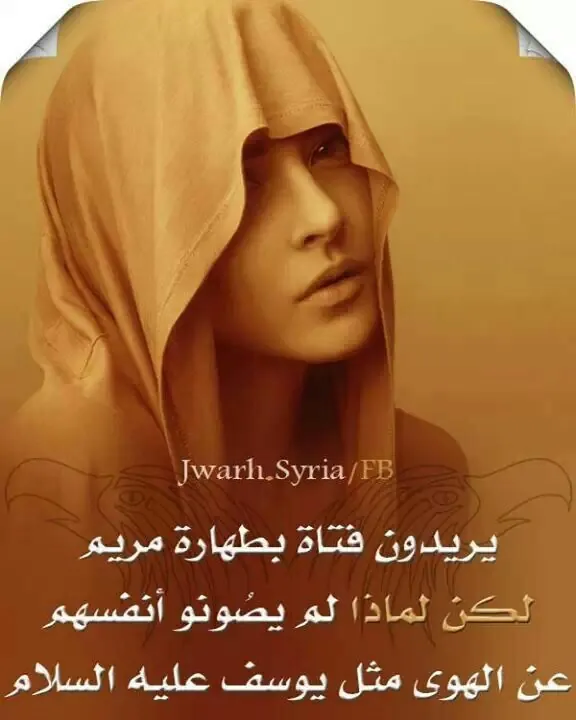 Jwarh.Syria/FB
يريدون فتاة بطهارة مريم
لكن لماذا لم يصُونو أنفسهم
عن الهوى مثل يوسف عليه السلام